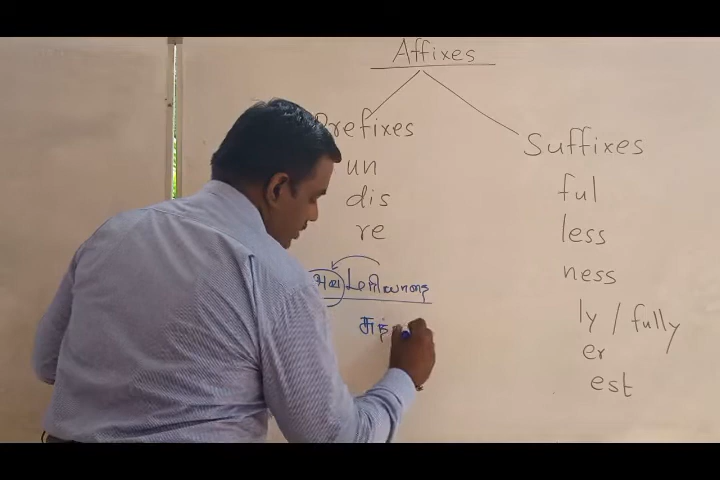 Affixes
Prefixes
un
dis
re
Suffixes
ful
less
ness
ly / fully
er
est